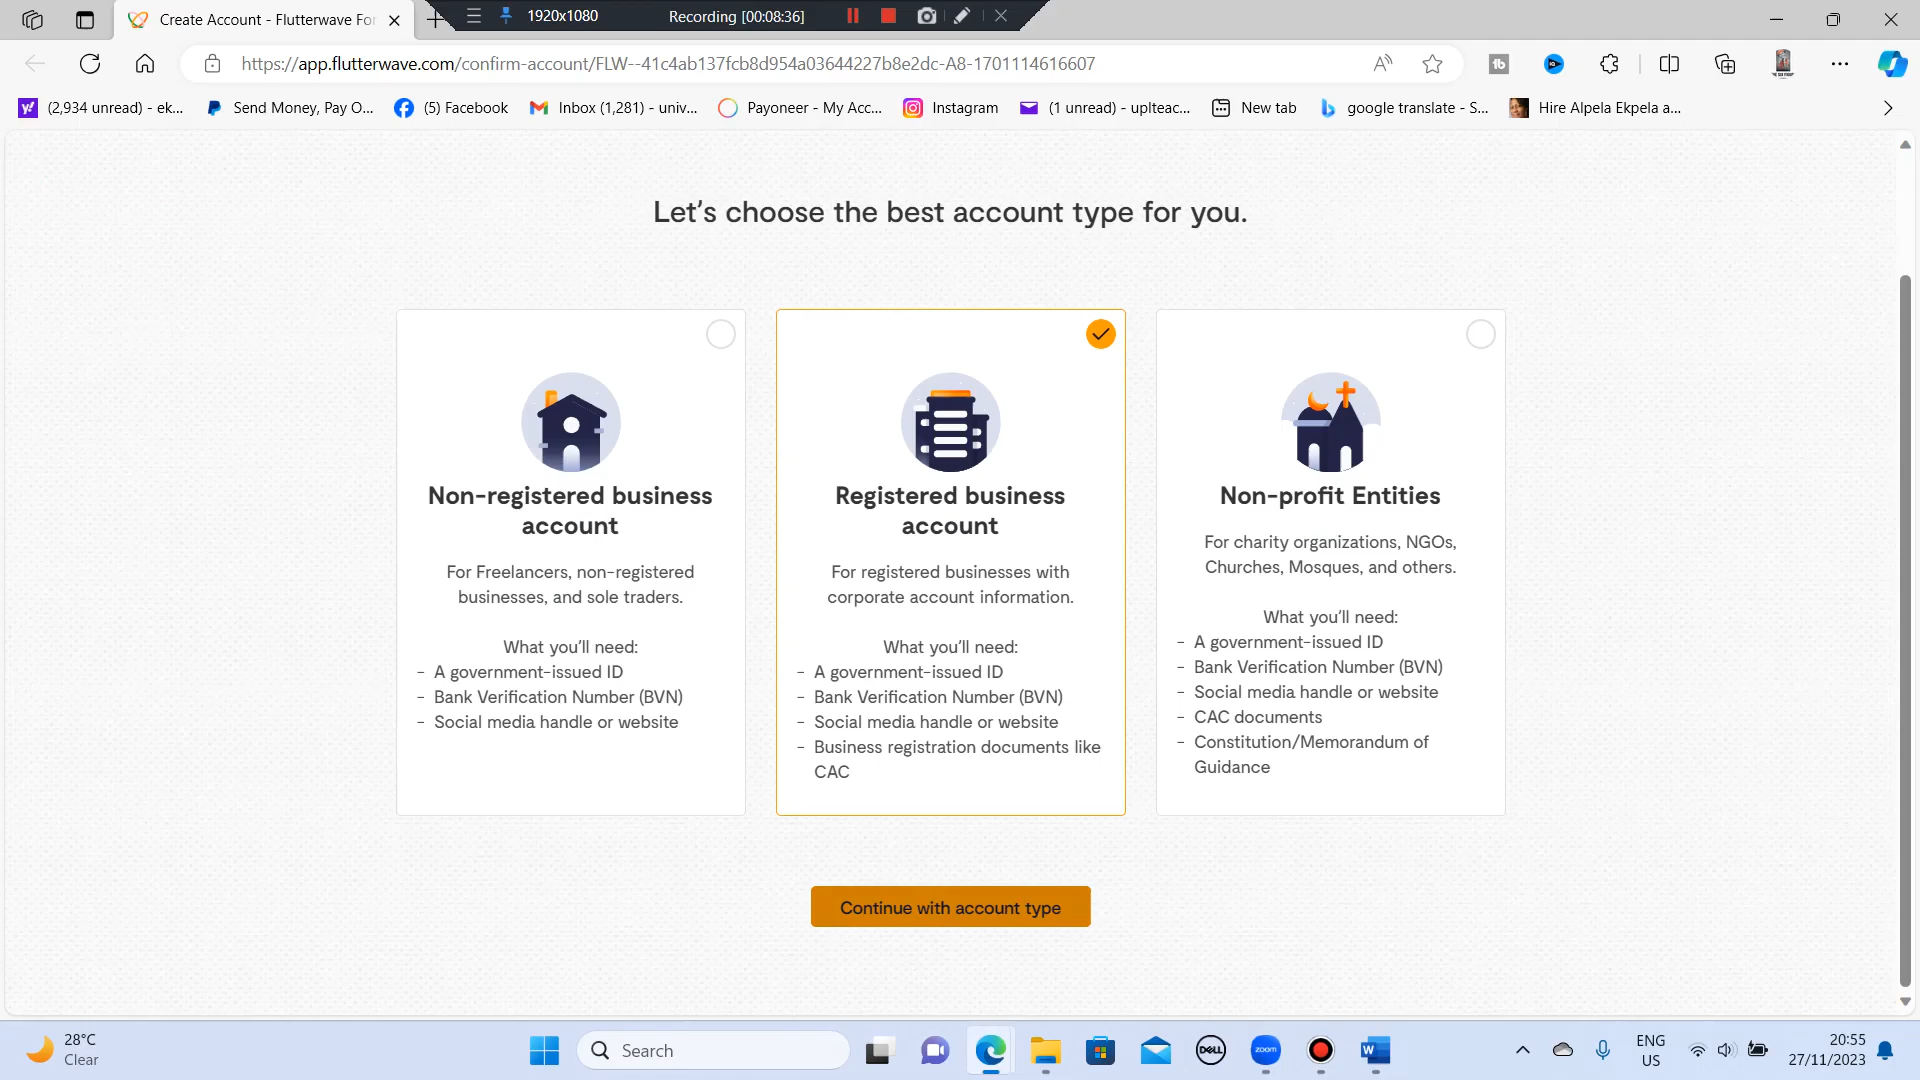 Create Account - Flutterwave For
1920x1080
Recording [00:08:36]
https://app.flutterwave.com/confirm-account/FLW--41c4ab137fcb8d954a03644227b8e2dc-A8-1701114616607
(2,934 unread) - ek...
Send Money, Pay O...
(5) Facebook
Inbox (1,281) - univ...
Payoneer - My Acc...
Instagram
(1 unread) - uplteac...
New tab
google translate - S...
Hire Alpela Ekpela a...
Let's choose the best account type for you.
Non-registered business
account
For Freelancers, non-registered
businesses, and sole traders.
What you'll need:
- A government-issued ID
- Bank Verification Number (BVN)
- Social media handle or website
Registered business
account
For registered businesses with
corporate account information.
What you'll need:
- A government-issued ID
- Bank Verification Number (BVN)
- Social media handle or website
- Business registration documents like
CAC
Non-profit Entities
For charity organizations, NGOs,
Churches, Mosques, and others.
What you'll need:
- A government-issued ID
- Bank Verification Number (BVN)
- Social media handle or website
- CAC documents
- Constitution/Memorandum of
Guidance
Continue with account type
28°C
Clear
Search
DELL
zoom
ENG
US
20:55
27/11/2023